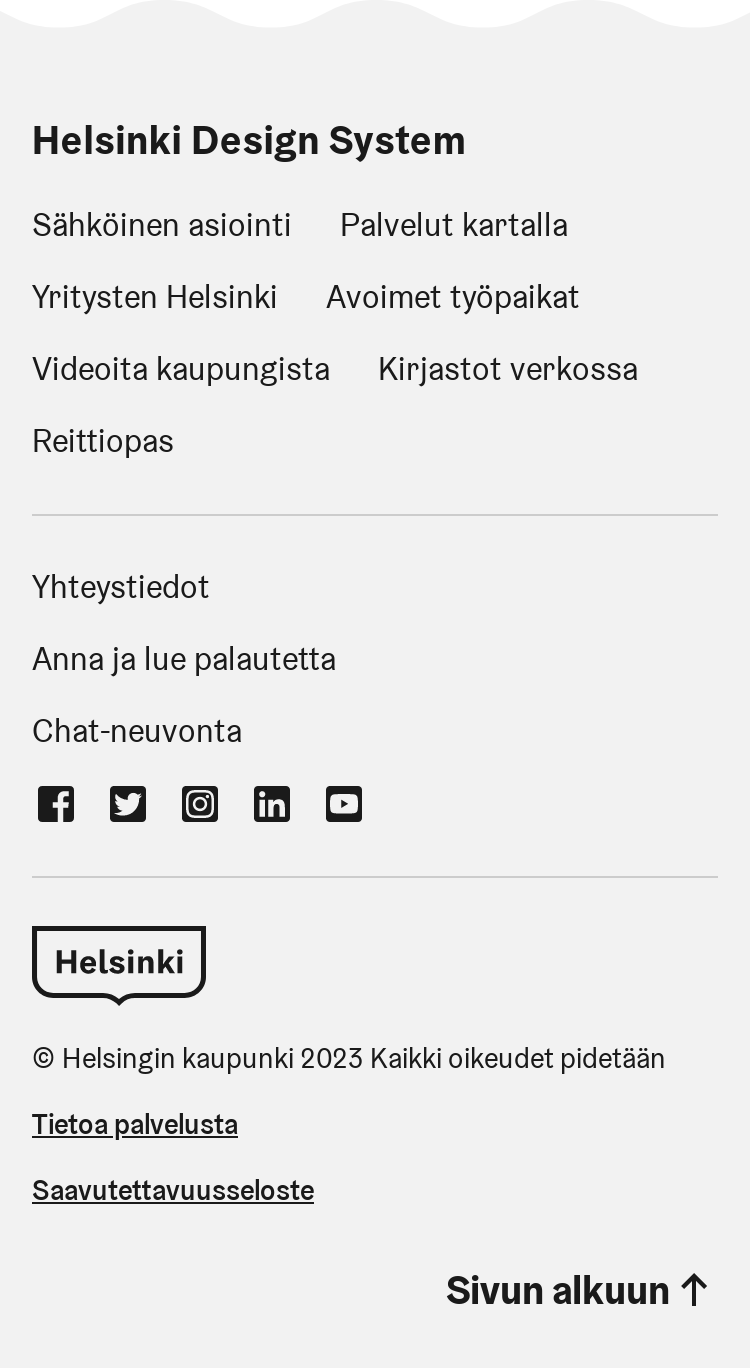 Helsinki Design System
Sähköinen asiointi Palvelut kartalla
Yritysten Helsinki Avoimet työpaikat
Videoita kaupungista Kirjastot verkossa
Reittiopas
Yhteystiedot
Anna ja lue palautetta
Chat-neuvonta
Helsinki
© Helsingin kaupunki 2023 Kaikki oikeudet pidetään
Tietoa palvelusta
Saavutettavuusseloste
Sivun alkuun ↑